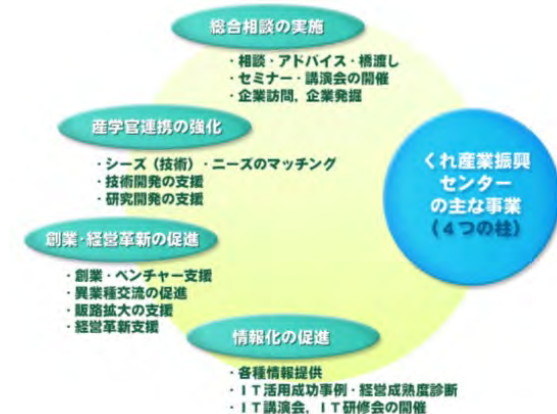 総合相談の実施
・相談・アドバイス・橋渡し
・セミナー・講演会の開催
・企業訪問，企業発掘
産学官連携の強化
・シーズ（技術）・ニーズのマッチング
・技術開発の支援
・研究開発の支援
くれ産業振興
センター
の主な事業
（４つの柱）
創業・経営革新の促進
・創業・ベンチャー支援
・異業種交流の促進
・販路拡大の支援
・経営革新支援
情報化の促進
・各種情報提供
・ＩＴ活用成功事例・経営成熟度診断
・ＩＴ講演会，ＩＴ研修会の開催